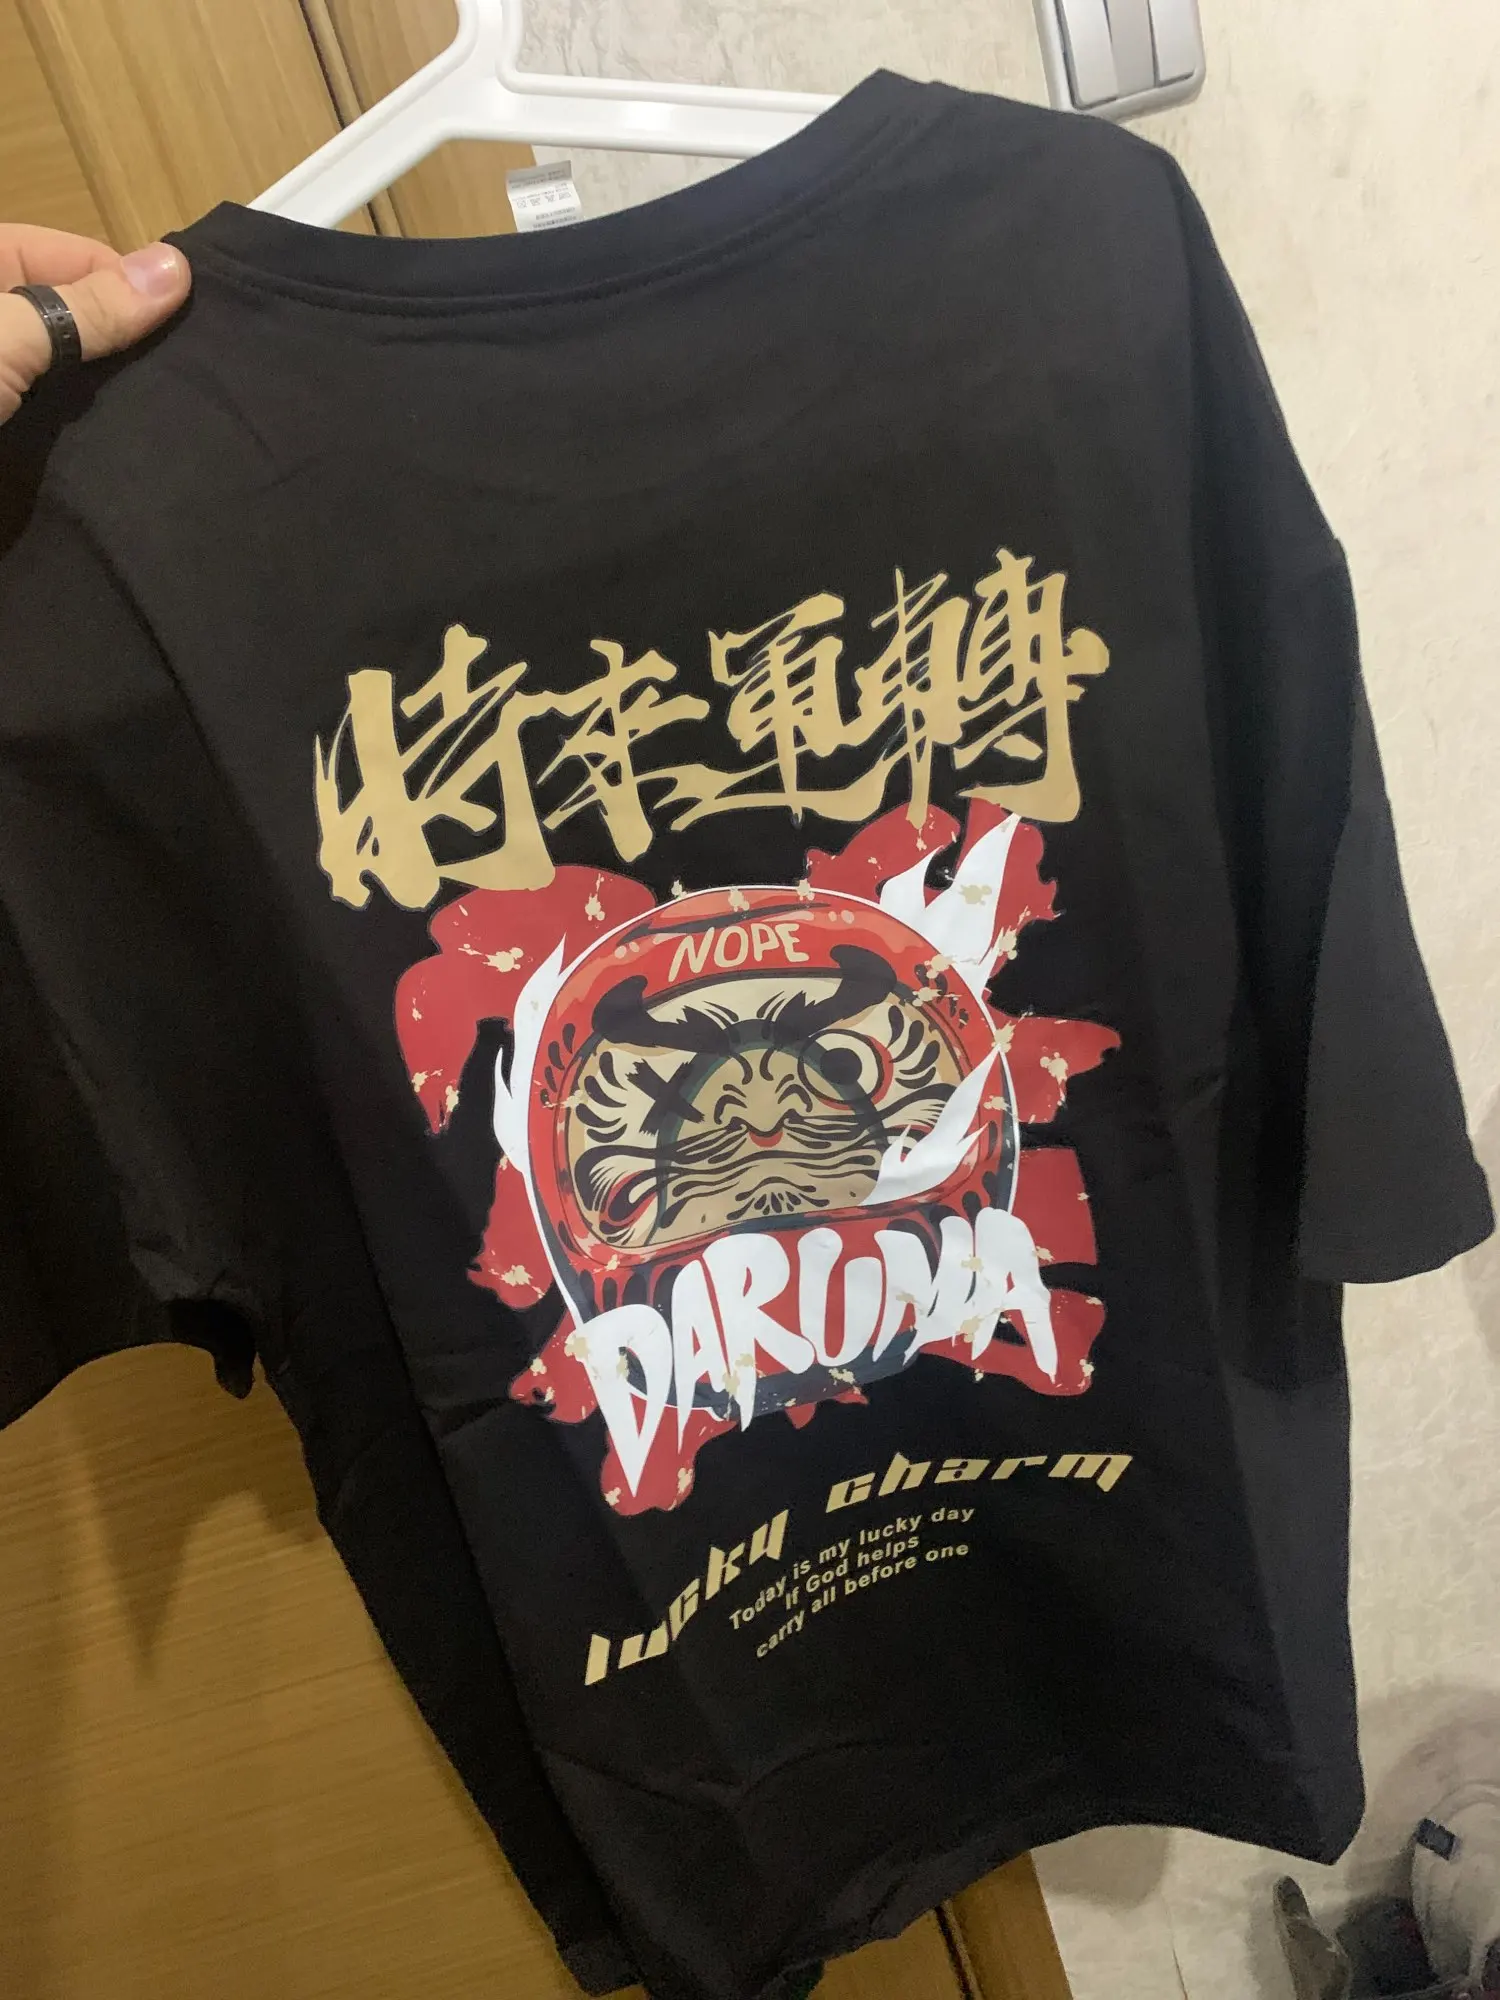 時來運轉
NOPE
DARUMA
lucky charm
Today is my lucky day
If God helps
carry all before one